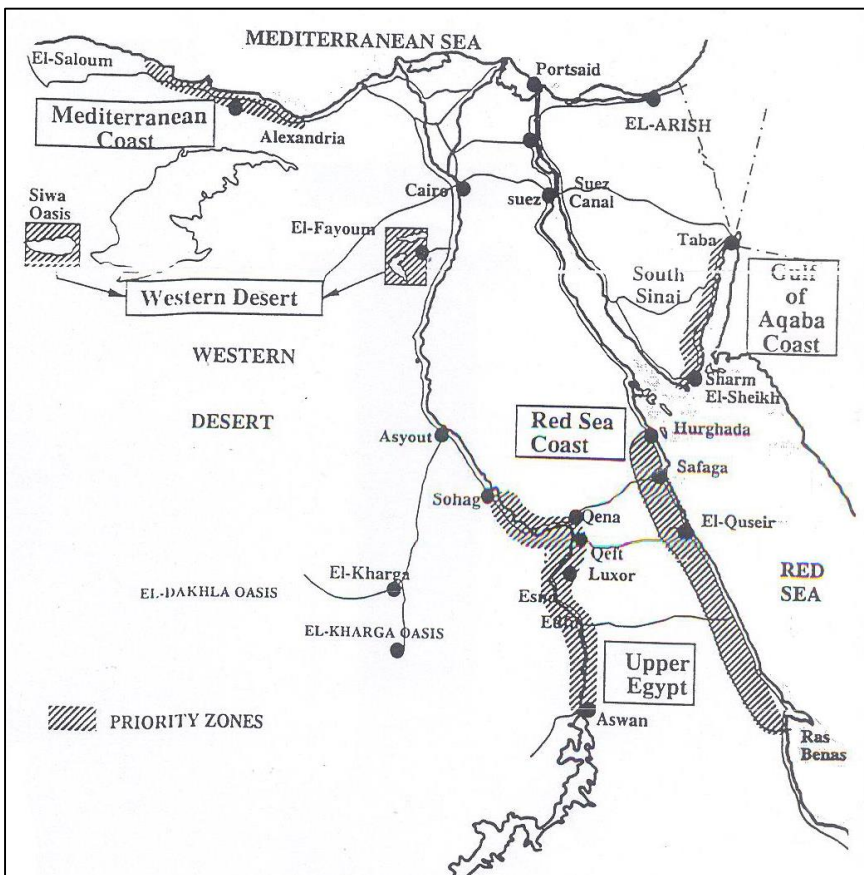 MEDITERRANEAN SEA
El-Saloum
Portsaid
Mediterranean
Coast
Alexandria
EL-ARISH
Siwa
Oasis
Cairo
suez
Suez
Canal
El-Fayoum
Taba
Western Desert
South
Sinai
Gulf
of
Aqaba
Coast
WESTERN
DESERT
Sharm
El-Sheikh
Red Sea
Coast
Hurghada
Asyout
Safaga
Sohag
Qena
El-Quseir
Qeft
El-Kharga
Luxor
RED
SEA
EL-DAKHLA OASIS
Esna
Edfu
EL-KHARGA OASIS
Upper
Egypt
PRIORITY ZONES
Aswan
Ras
Benas